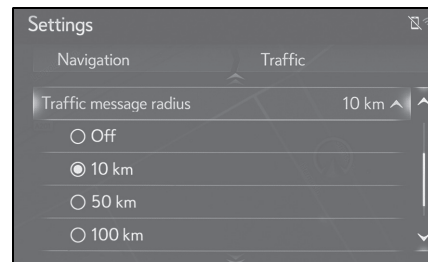 Settings
Navigation Traffic
Traffic message radius 10 km
Off
10 km
50 km
100 km